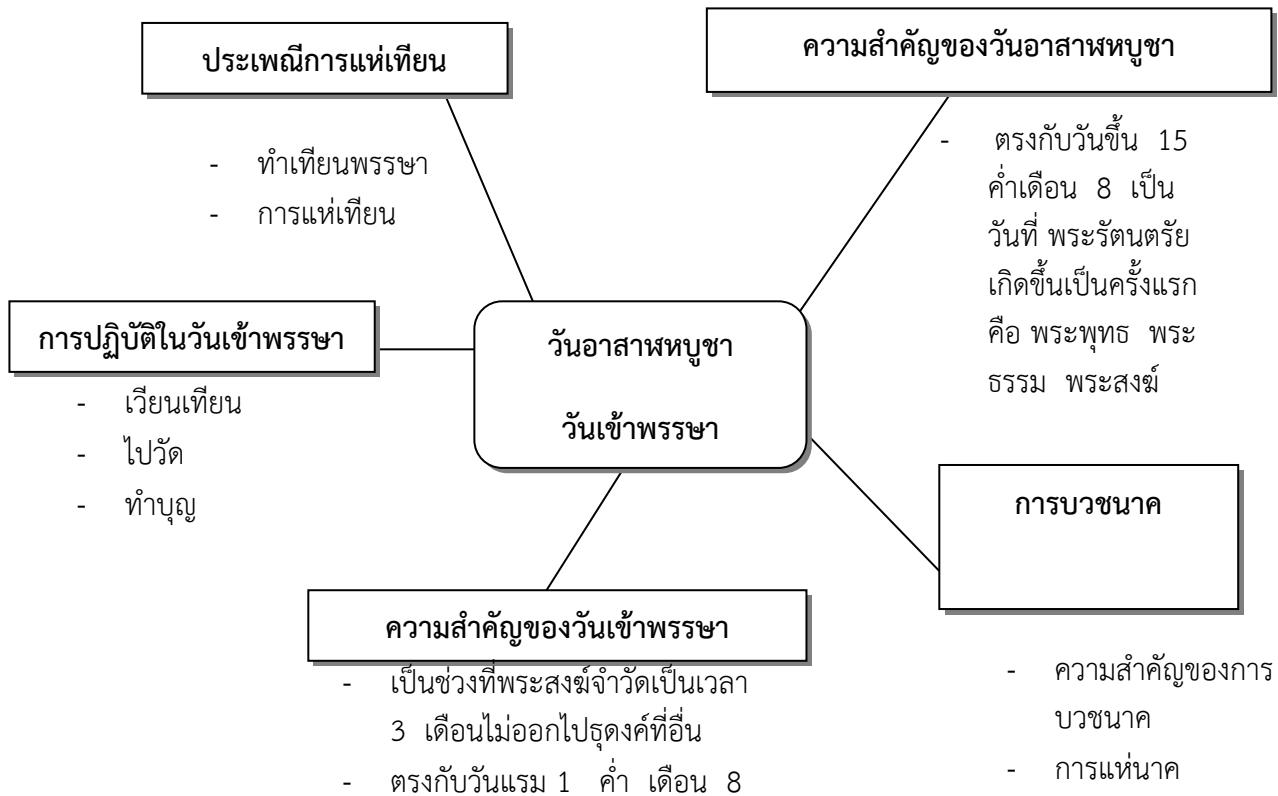 ประเพณีการแห่เทียน
- ทำเทียนพรรษา
- การแห่เทียน
ความสำคัญของวันอาสาฬหบูชา
- ตรงกับวันขึ้น 15
ค่ำเดือน 8 เป็น
วันที่ พระรัตนตรัย
เกิดขึ้นเป็นครั้งแรก
คือ พระพุทธ พระ
ธรรม พระสงฆ์
การปฏิบัติในวันเข้าพรรษา
- เวียนเทียน
- ไปวัด
- ทำบุญ
วันอาสาฬหบูชา
วันเข้าพรรษา
การบวชนาค
- ความสำคัญของการ
บวชนาค
- การแห่นาค
ความสำคัญของวันเข้าพรรษา
- เป็นช่วงที่พระสงฆ์จำวัดเป็นเวลา
3 เดือนไม่ออกไปธุดงค์ที่อื่น
- ตรงกับวันแรม 1 ค่ำ เดือน 8